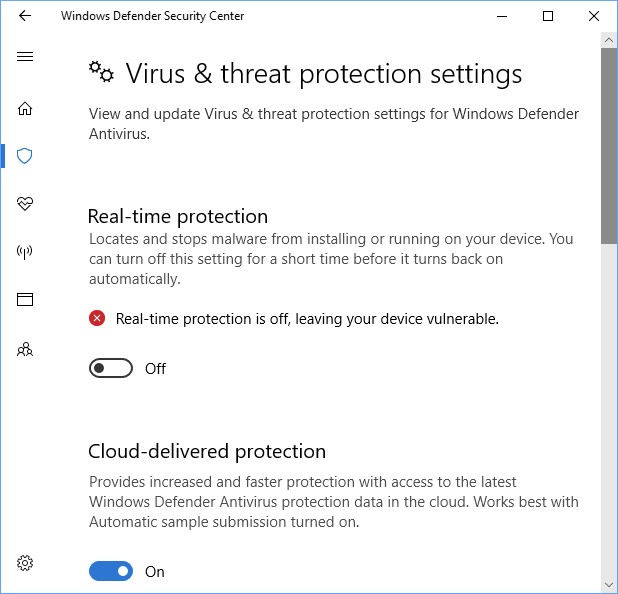 Windows Defender Security Center
Virus & threat protection settings
View and update Virus & threat protection settings for Windows Defender
Antivirus.
Real-time protection
Locates and stops malware from installing or running on your device. You
can turn off this setting for a short time before it turns back on
automatically.
Real-time protection is off, leaving your device vulnerable.
Off
Cloud-delivered protection
Provides increased and faster protection with access to the latest
Windows Defender Antivirus protection data in the cloud. Works best with
Automatic sample submission turned on.
On